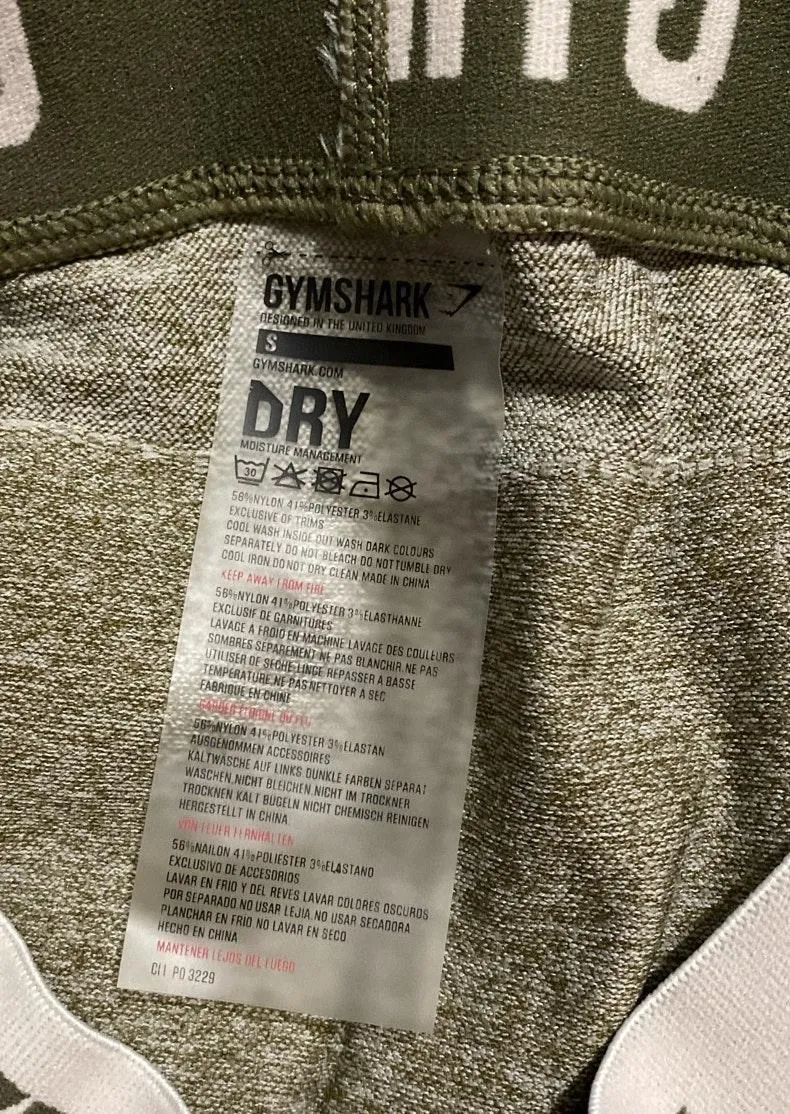 GYMSHARK
DESIGNED IN THE UNITED KINGDOM
S
GYMSHARK.COM
DRY
MOISTURE MANAGEMENT
30
56%NYLON 41%POLYESTER 3%ELASTANE
EXCLUSIVE OF TRIMS
COOL WASH INSIDE OUT WASH DARK COLOURS
SEPARATELY DO NOT BLEACH DO NOT TUMBLE DRY
COOL IRON DO NOT DRY CLEAN MADE IN CHINA
KEEP AWAY FROM FIRE
56%NYLON 41%POLYESTER 3%ELASTHANNE
EXCLUSIF DE GARNITURES
LAVAGE A FROID EN MACHINE LAVAGE DES COULEURS
SOMBRES SEPAREMENT NE PAS BLANCHIR.NE PAS
UTILISER DE SECHE-LINGE REPASSER A BASSE
TEMPERATURE.NE PAS NETTOYER A SEC
FABRIQUE EN CHINE
56%NYLON 41%POLYESTER 3%ELASTAN
AUSGENOMMEN ACCESSOIRES
KALTWASCHE AUF LINKS DUNKLE FARBEN SEPARAT
WASCHEN.NICHT BLEICHEN.NICHT IM TROCKNER
TROCKNEN KALT BUGELN NICHT CHEMISCH REINIGEN
HERGESTELLT IN CHINA
VON FEUER FERNHALTEN
56%NAILON 41%POLIESTER 3%ELASTANO
EXCLUSIVO DE ACCESORIOS
LAVAR EN FRIO Y DEL REVES LAVAR COLORES OSCUROS
POR SEPARADO NO USAR LEJIA.NO USAR SECADORA
PLANCHAR EN FRIO NO LAVAR EN SECO
HECHO EN CHINA
MANTENER LEJOS DEL FUEGO
PO 3229